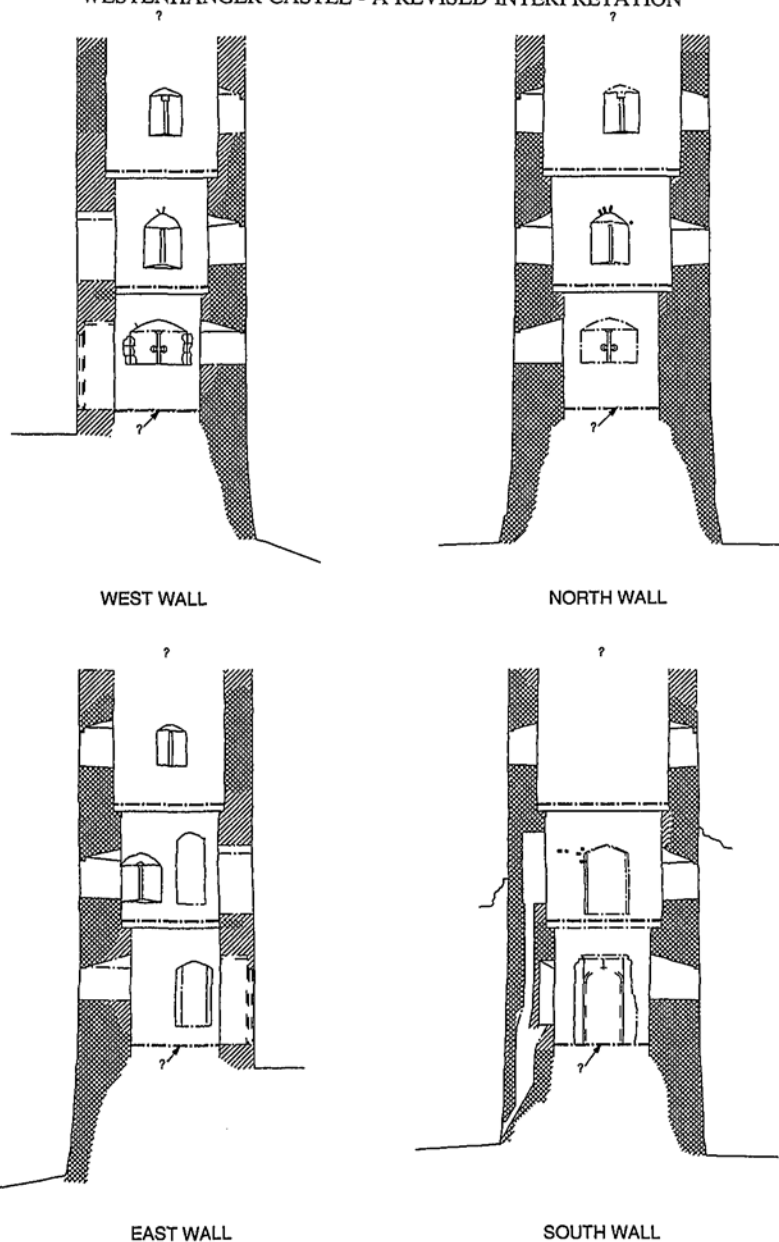 WESTENHANGER CASTLE - A REVISED INTERPRETATION
? ?
? ?
WEST WALL NORTH WALL
? ?
? ?
EAST WALL SOUTH WALL